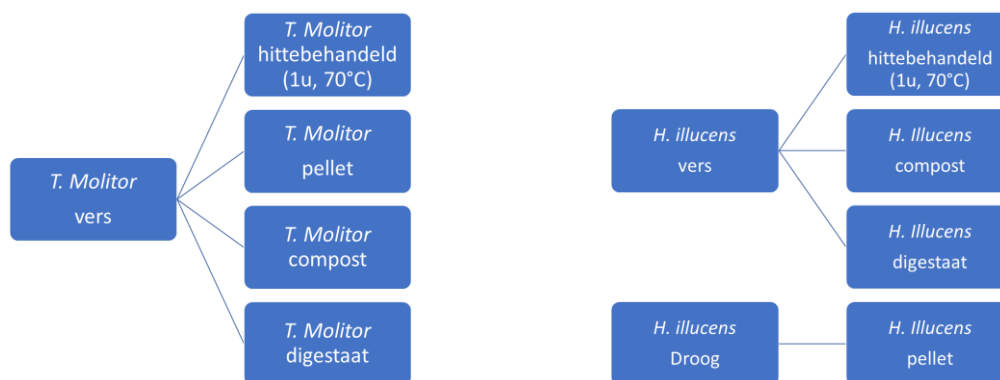 T. Molitor
vers
T. Molitor
hittebehandeld
(1u, 70°C)
T. Molitor
pellet
T. Molitor
compost
T. Molitor
digestaat
H. illucens
vers
H. illucens
hittebehandeld
(1u, 70°C)
H. Illucens
compost
H. Illucens
digestaat
H. illucens
Droog
H. Illucens
pellet